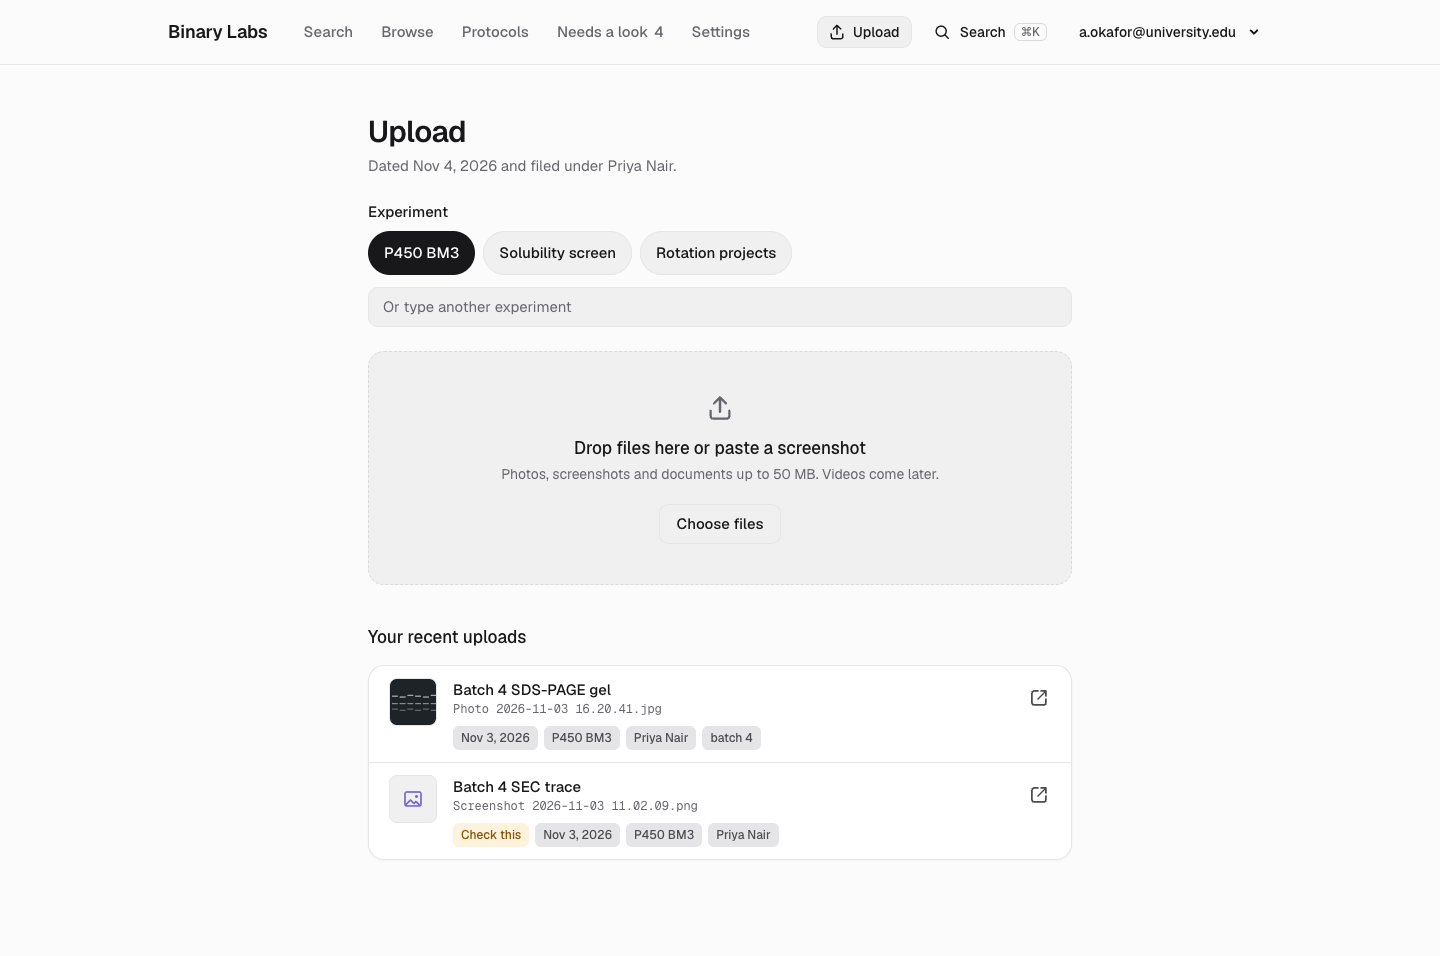 Binary Labs
Search
Browse
Protocols
Needs a look 4
Settings
Upload
Search ⌘K
a.okafor@university.edu
Upload
Dated Nov 4, 2026 and filed under Priya Nair.
Experiment
P450 BM3
Solubility screen
Rotation projects
Or type another experiment
Drop files here or paste a screenshot
Photos, screenshots and documents up to 50 MB. Videos come later.
Choose files
Your recent uploads
Batch 4 SDS-PAGE gel
Photo 2026-11-03 16.20.41.jpg
Nov 3, 2026
P450 BM3
Priya Nair
batch 4
Batch 4 SEC trace
Screenshot 2026-11-03 11.02.09.png
Check this
Nov 3, 2026
P450 BM3
Priya Nair